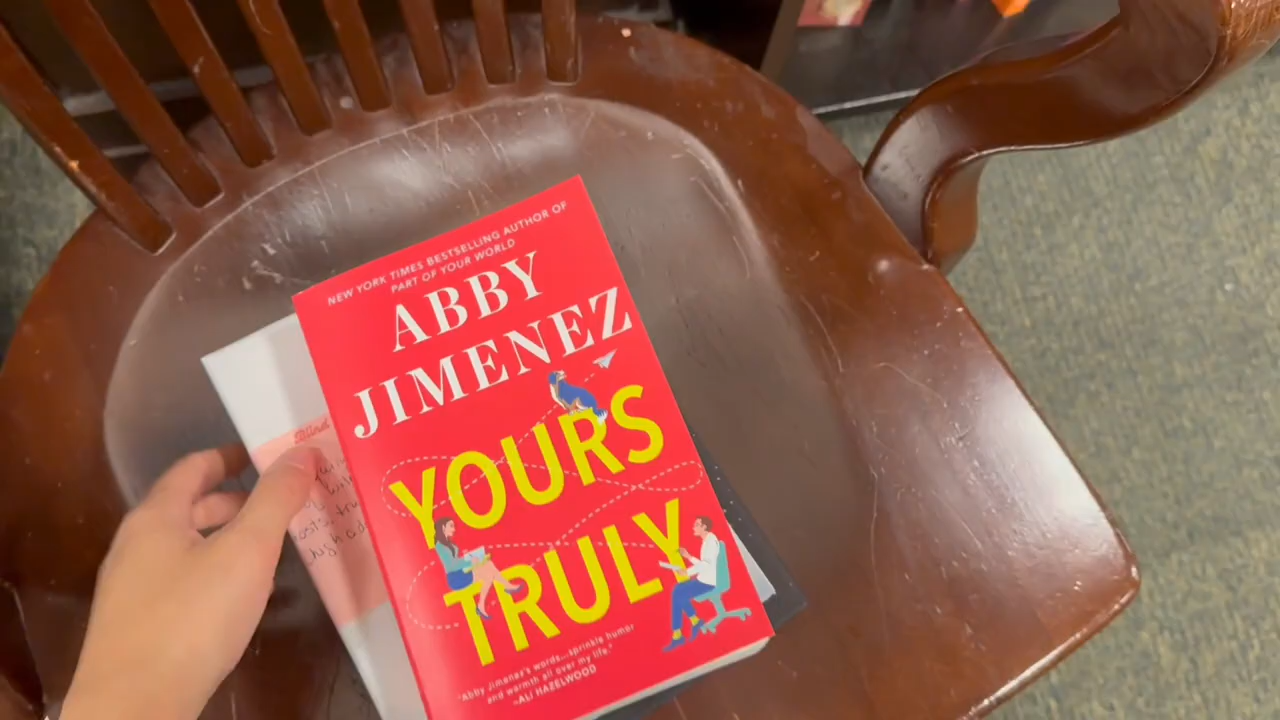 NEW YORK TIMES BESTSELLING AUTHOR OF
PART OF YOUR WORLD
ABBY
JIMENEZ
YOURS
TRULY
"Abby Jimenez's words...sprinkle humor
and warmth all over my life."
—ALI HAZELWOOD
Blind